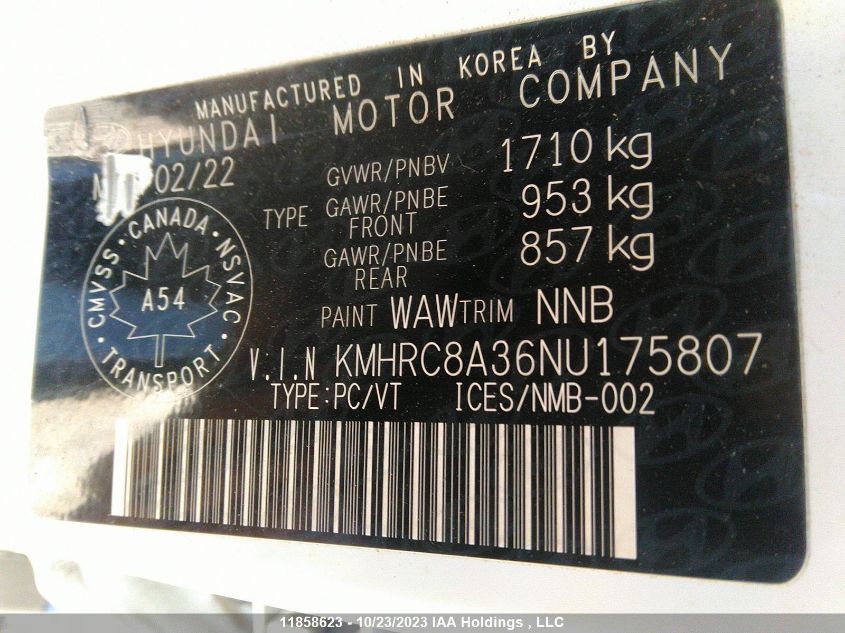 MANUFACTURED IN KOREA BY
HYUNDAI MOTOR COMPANY
02/22
GVWR/PNBV 1710 kg
TYPE GAWR/PNBE FRONT 953 kg
GAWR/PNBE REAR 857 kg
PAINT WAW TRIM NNB
V.I.N KMHRC8A36NU175807
TYPE:PC/VT ICES/NMB-002
CMVSS · CANADA · NSVAC · TRANSPORT ·
A54
11858623 - 10/23/2023 IAA Holdings , LLC